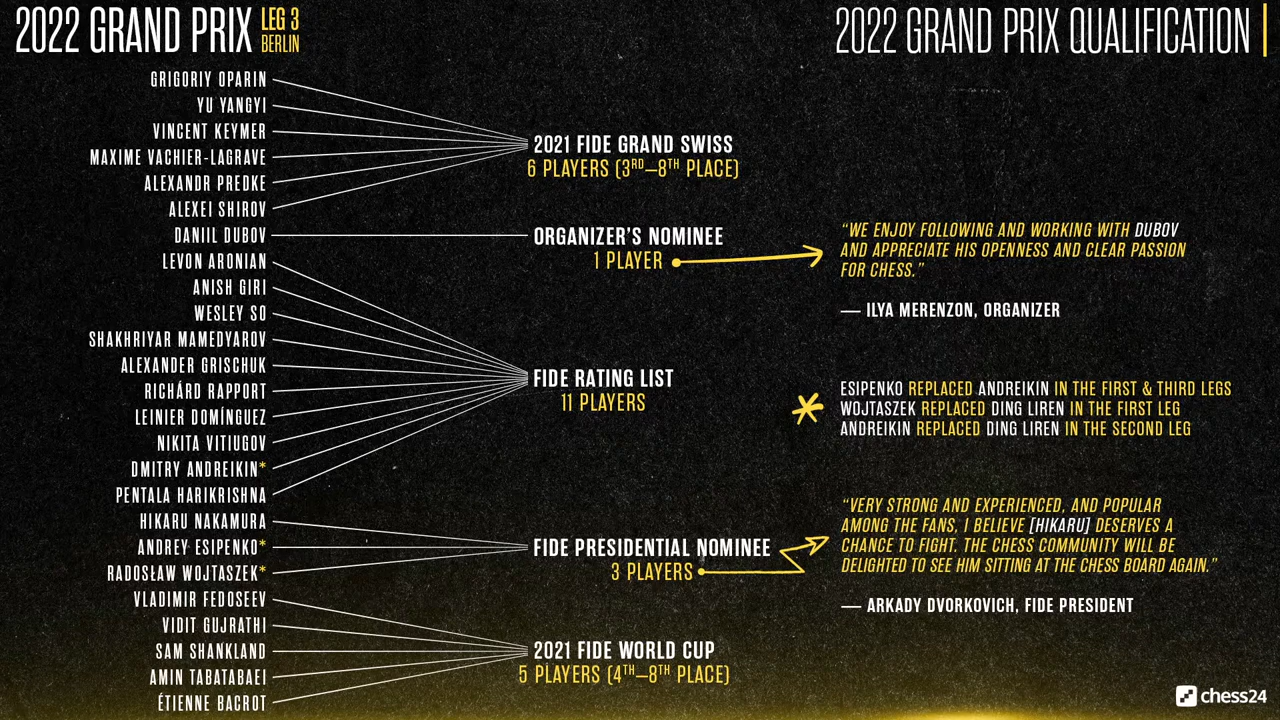 2022 GRAND PRIX LEG 3
BERLIN
2022 GRAND PRIX QUALIFICATION
GRIGORIY OPARIN
YU YANGYI
VINCENT KEYMER
MAXIME VACHIER-LAGRAVE
ALEXANDR PREDKE
ALEXEI SHIROV
DANIIL DUBOV
LEVON ARONIAN
ANISH GIRI
WESLEY SO
SHAKHRIYAR MAMEDYAROV
ALEXANDER GRISCHUK
RICHÁRD RAPPORT
LEINIER DOMÍNGUEZ
NIKITA VITIUGOV
DMITRY ANDREIKIN*
PENTALA HARIKRISHNA
HIKARU NAKAMURA
ANDREY ESIPENKO*
RADOSŁAW WOJTASZEK*
VLADIMIR FEDOSEEV
VIDIT GUJRATHI
SAM SHANKLAND
AMIN TABATABAEI
ÉTIENNE BACROT
2021 FIDE GRAND SWISS
6 PLAYERS (3RD–8TH PLACE)
ORGANIZER'S NOMINEE
1 PLAYER
FIDE RATING LIST
11 PLAYERS
FIDE PRESIDENTIAL NOMINEE
3 PLAYERS
2021 FIDE WORLD CUP
5 PLAYERS (4TH–8TH PLACE)
“WE ENJOY FOLLOWING AND WORKING WITH DUBOV
AND APPRECIATE HIS OPENNESS AND CLEAR PASSION
FOR CHESS.”
— ILYA MERENZON, ORGANIZER
* ESIPENKO REPLACED ANDREIKIN IN THE FIRST & THIRD LEGS
WOJTASZEK REPLACED DING LIREN IN THE FIRST LEG
ANDREIKIN REPLACED DING LIREN IN THE SECOND LEG
“VERY STRONG AND EXPERIENCED, AND POPULAR
AMONG THE FANS, I BELIEVE [HIKARU] DESERVES A
CHANCE TO FIGHT. THE CHESS COMMUNITY WILL BE
DELIGHTED TO SEE HIM SITTING AT THE CHESS BOARD AGAIN.”
— ARKADY DVORKOVICH, FIDE PRESIDENT
chess24